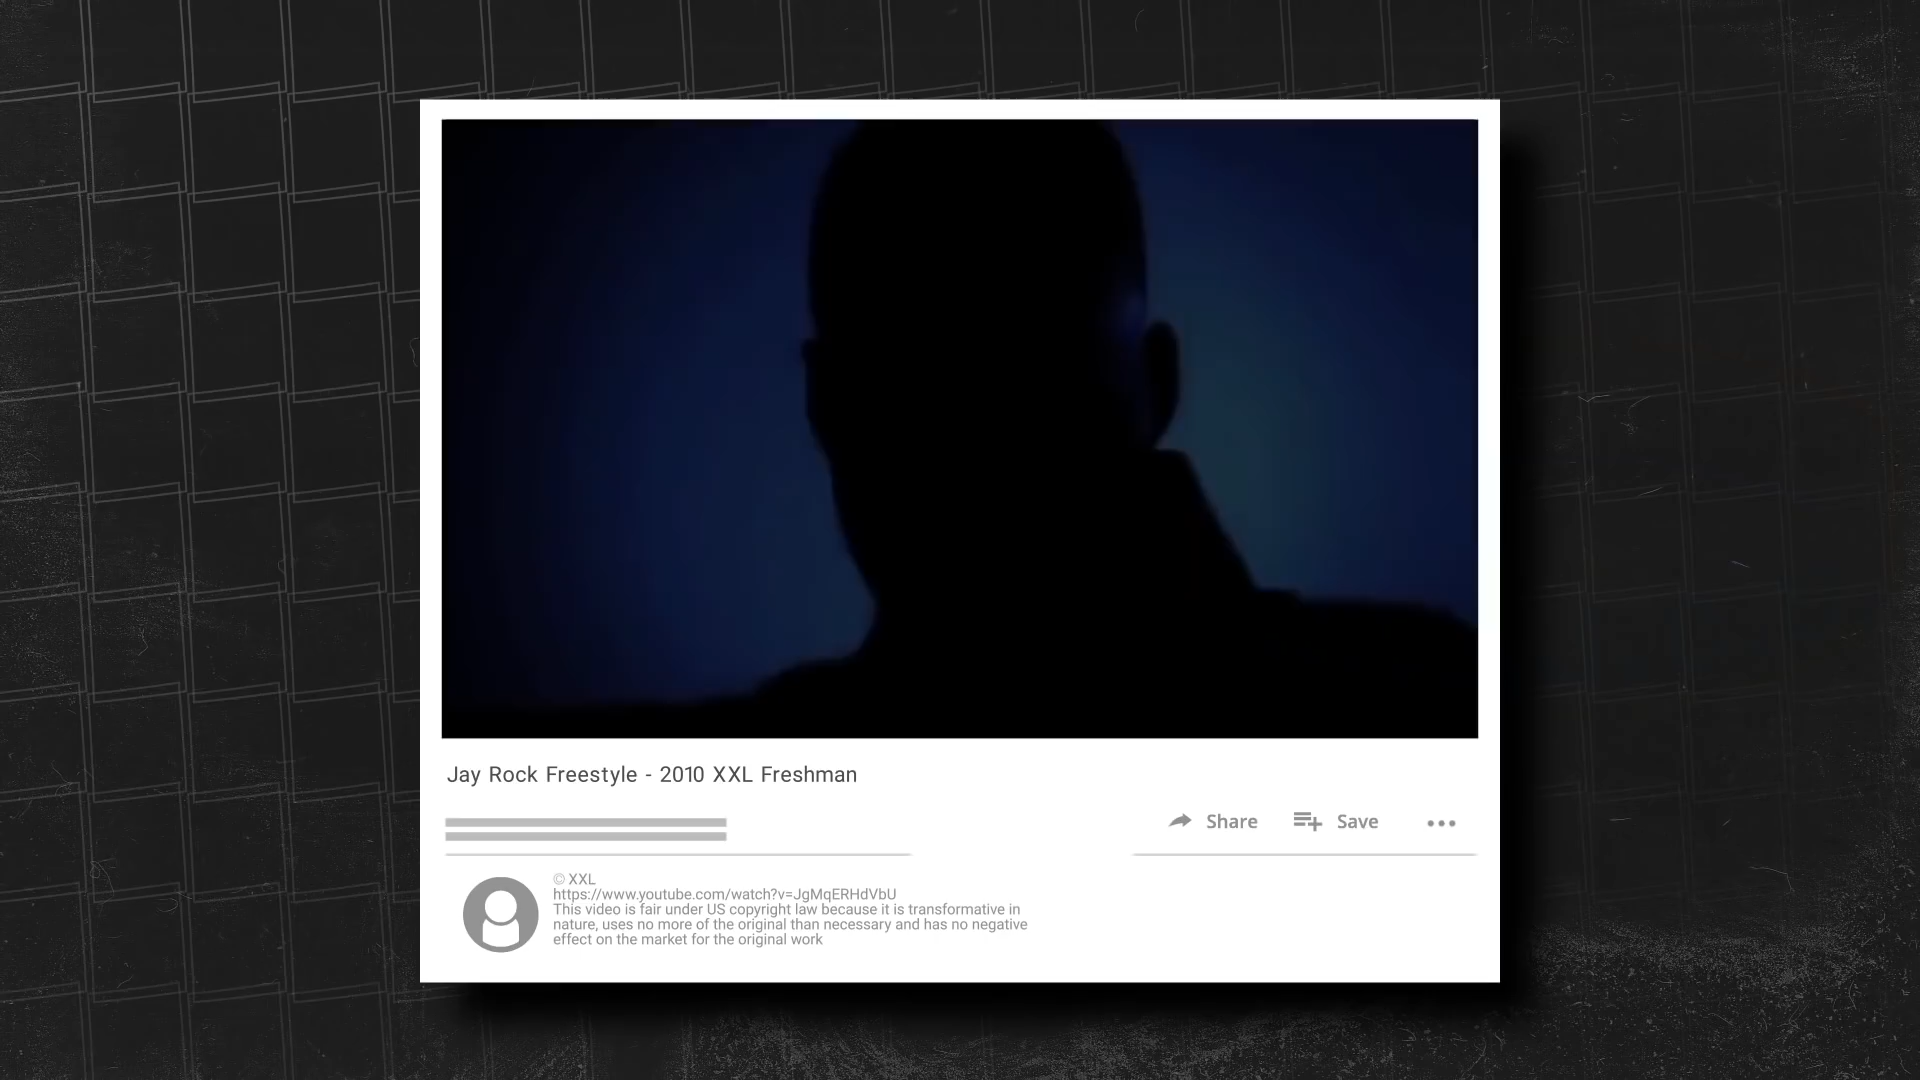 Jay Rock Freestyle - 2010 XXL Freshman
Share Save
© XXL
https://www.youtube.com/watch?v=JgMqERHdVbU
This video is fair under US copyright law because it is transformative in
nature, uses no more of the original than necessary and has no negative
effect on the market for the original work